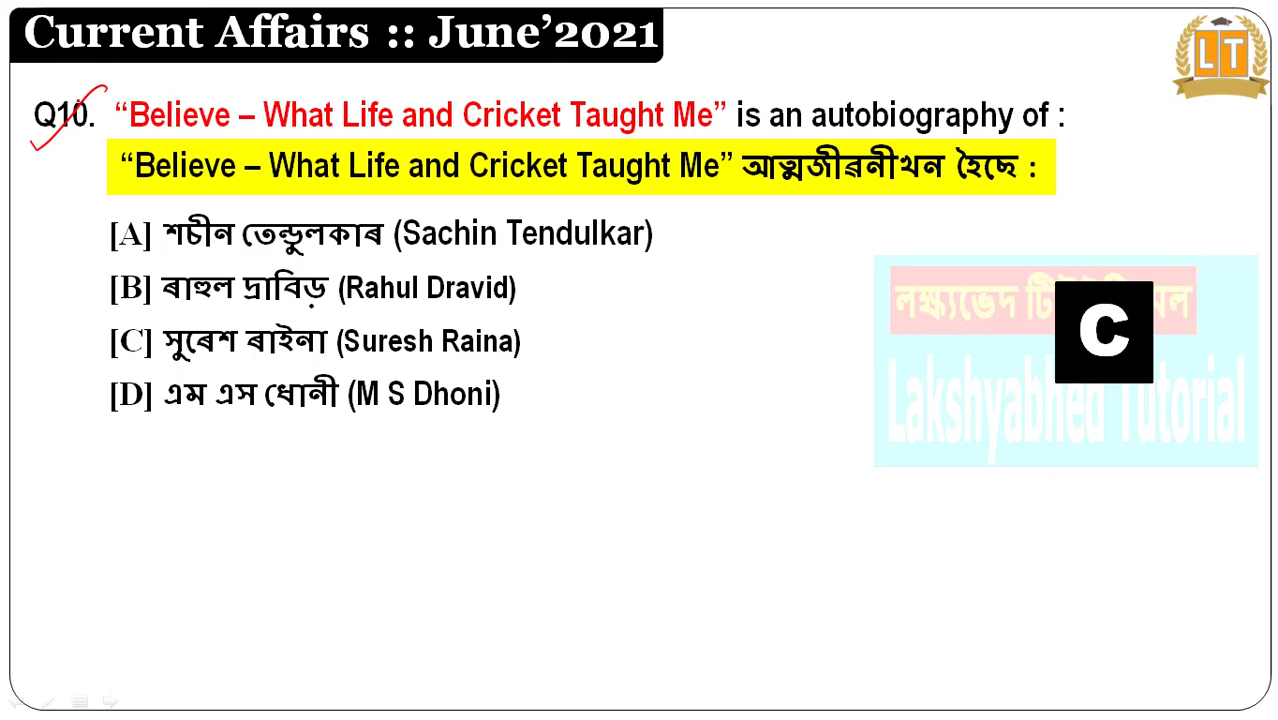 Current Affairs :: June’2021
LT
Q10. “Believe – What Life and Cricket Taught Me” is an autobiography of :
“Believe – What Life and Cricket Taught Me” আত্মজীৱনীখন হৈছে :
[A] শচীন তেন্ডুলকাৰ (Sachin Tendulkar)
[B] ৰাহুল দ্ৰাবিড় (Rahul Dravid)
[C] সুৰেশ ৰাইনা (Suresh Raina)
[D] এম এস ধোনী (M S Dhoni)
লক্ষ্যভেদ
C
Lakshyabhed Tutorial